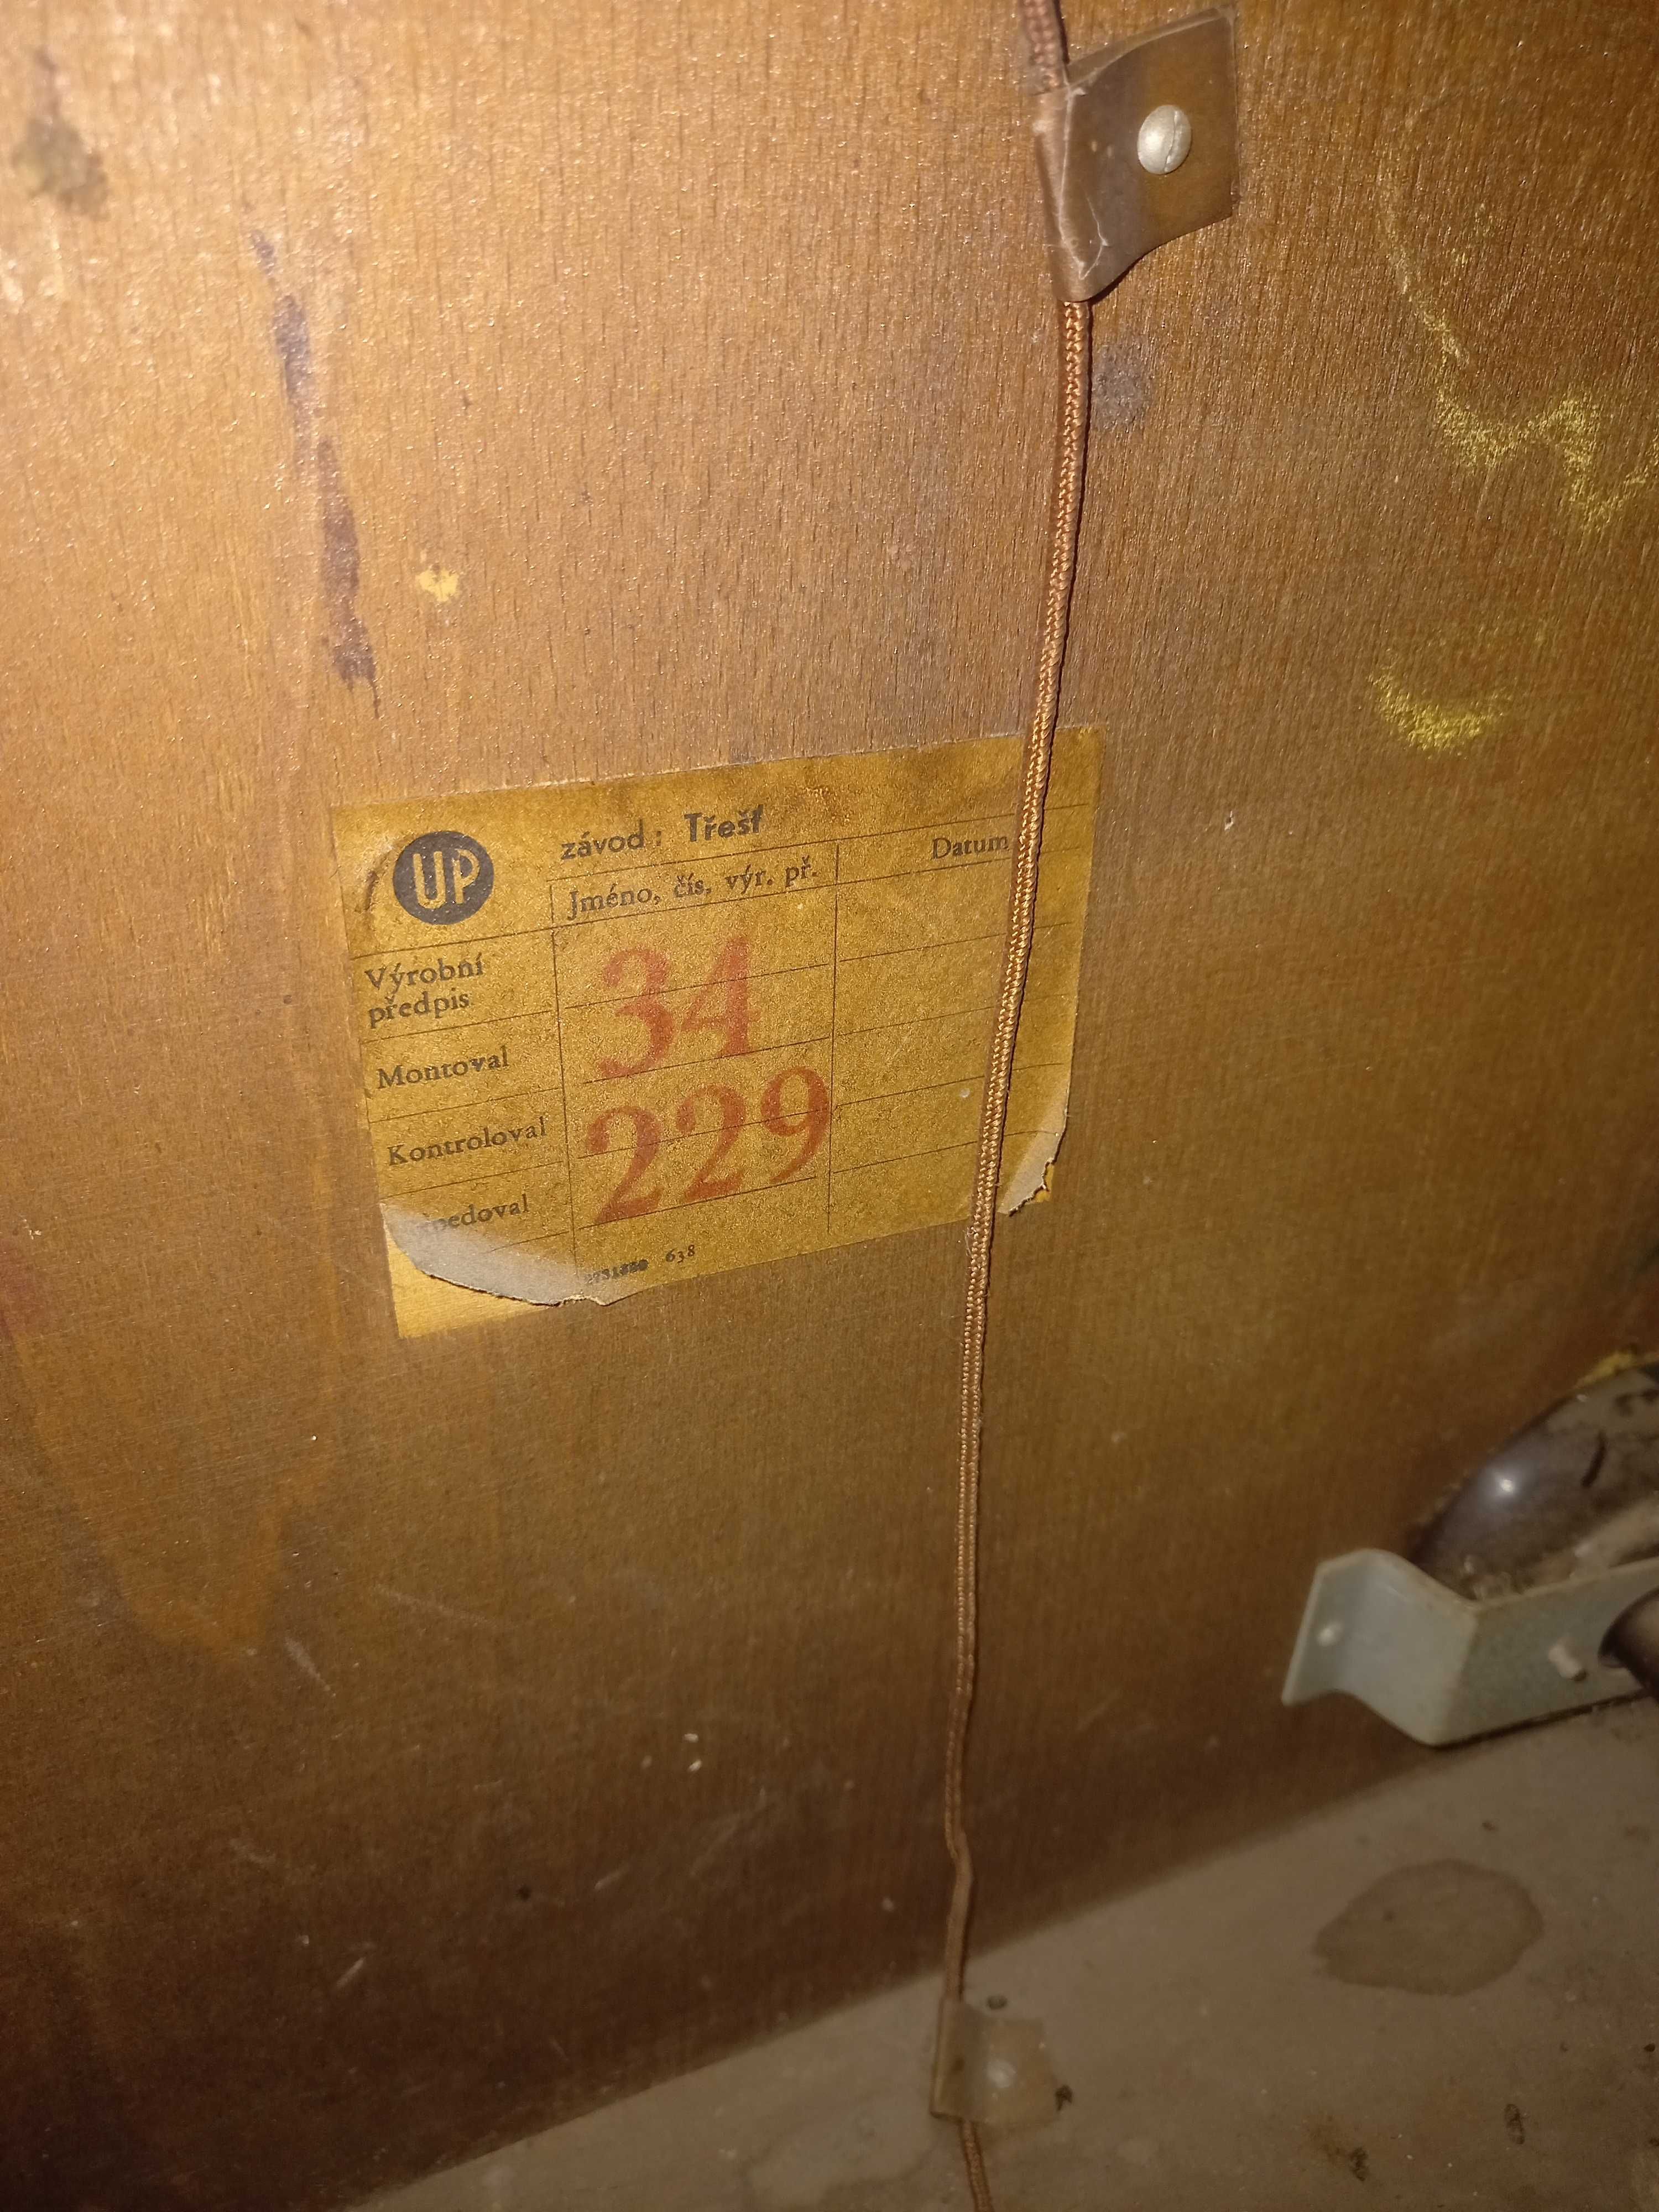 UP
závod: Třešť
Jméno, čís, výr. př.
Datum
Výrobní
předpis
34
Montoval
Kontroloval
229
638